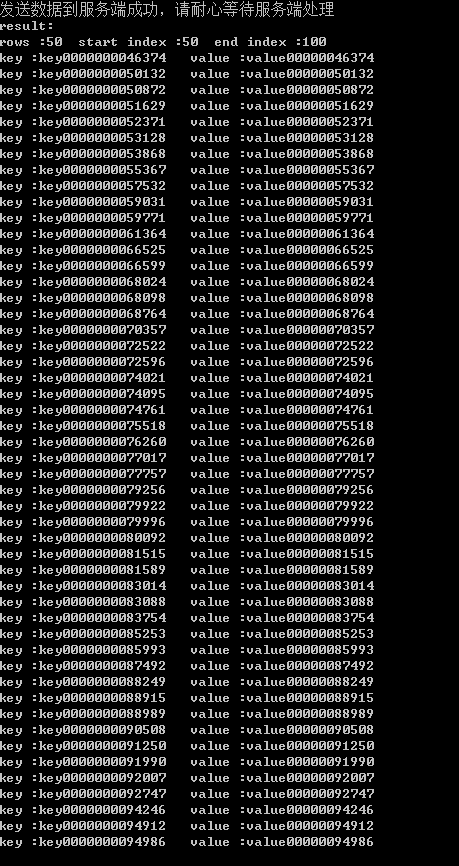 发送数据到服务端成功，请耐心等待服务端处理
result:
rows :50  start index :50  end index :100
key :key0000000046374   value :value00000046374
key :key0000000050132   value :value00000050132
key :key0000000050872   value :value00000050872
key :key0000000051629   value :value00000051629
key :key0000000052371   value :value00000052371
key :key0000000053128   value :value00000053128
key :key0000000053868   value :value00000053868
key :key0000000055367   value :value00000055367
key :key0000000057532   value :value00000057532
key :key0000000059031   value :value00000059031
key :key0000000059771   value :value00000059771
key :key0000000061364   value :value00000061364
key :key0000000066525   value :value00000066525
key :key0000000066599   value :value00000066599
key :key0000000068024   value :value00000068024
key :key0000000068098   value :value00000068098
key :key0000000068764   value :value00000068764
key :key0000000070357   value :value00000070357
key :key0000000072522   value :value00000072522
key :key0000000072596   value :value00000072596
key :key0000000074021   value :value00000074021
key :key0000000074095   value :value00000074095
key :key0000000074761   value :value00000074761
key :key0000000075518   value :value00000075518
key :key0000000076260   value :value00000076260
key :key0000000077017   value :value00000077017
key :key0000000077757   value :value00000077757
key :key0000000079256   value :value00000079256
key :key0000000079922   value :value00000079922
key :key0000000079996   value :value00000079996
key :key0000000080092   value :value00000080092
key :key0000000081515   value :value00000081515
key :key0000000081589   value :value00000081589
key :key0000000083014   value :value00000083014
key :key0000000083088   value :value00000083088
key :key0000000083754   value :value00000083754
key :key0000000085253   value :value00000085253
key :key0000000085993   value :value00000085993
key :key0000000087492   value :value00000087492
key :key0000000088249   value :value00000088249
key :key0000000088915   value :value00000088915
key :key0000000088989   value :value00000088989
key :key0000000090508   value :value00000090508
key :key0000000091250   value :value00000091250
key :key0000000091990   value :value00000091990
key :key0000000092007   value :value00000092007
key :key0000000092747   value :value00000092747
key :key0000000094246   value :value00000094246
key :key0000000094912   value :value00000094912
key :key0000000094986   value :value00000094986